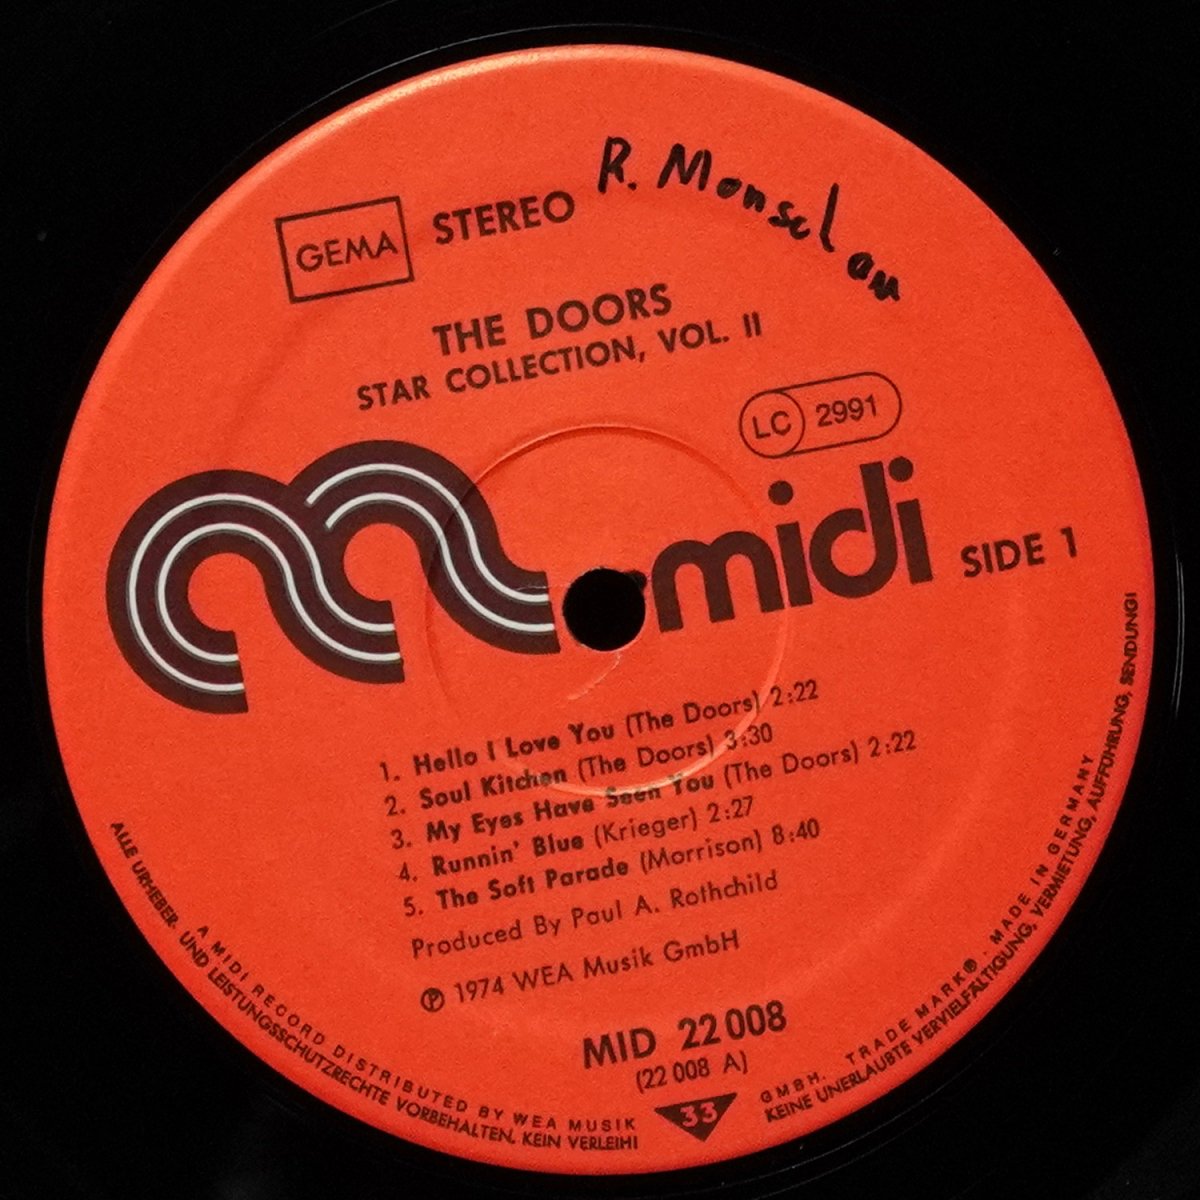 R. Monschau
GEMA STEREO
THE DOORS
STAR COLLECTION, VOL. II
LC 2991
midi
SIDE 1
1. Hello I Love You (The Doors) 2:22
2. Soul Kitchen (The Doors) 3:30
3. My Eyes Have Seen You (The Doors) 2:22
4. Runnin' Blue (Krieger) 2:27
5. The Soft Parade (Morrison) 8:40
Produced By Paul A. Rothchild
Ⓟ 1974 WEA Musik GmbH
MID 22 008
(22 008 A)
33
A MIDI RECORD DISTRIBUTED BY WEA MUSIK GMBH. TRADE MARK® · MADE IN GERMANY
ALLE URHEBER- UND LEISTUNGSSCHUTZRECHTE VORBEHALTEN. KEIN VERLEIH! KEINE UNERLAUBTE VERVIELFÄLTIGUNG, VERMIETUNG, AUFFÜHRUNG, SENDUNG!